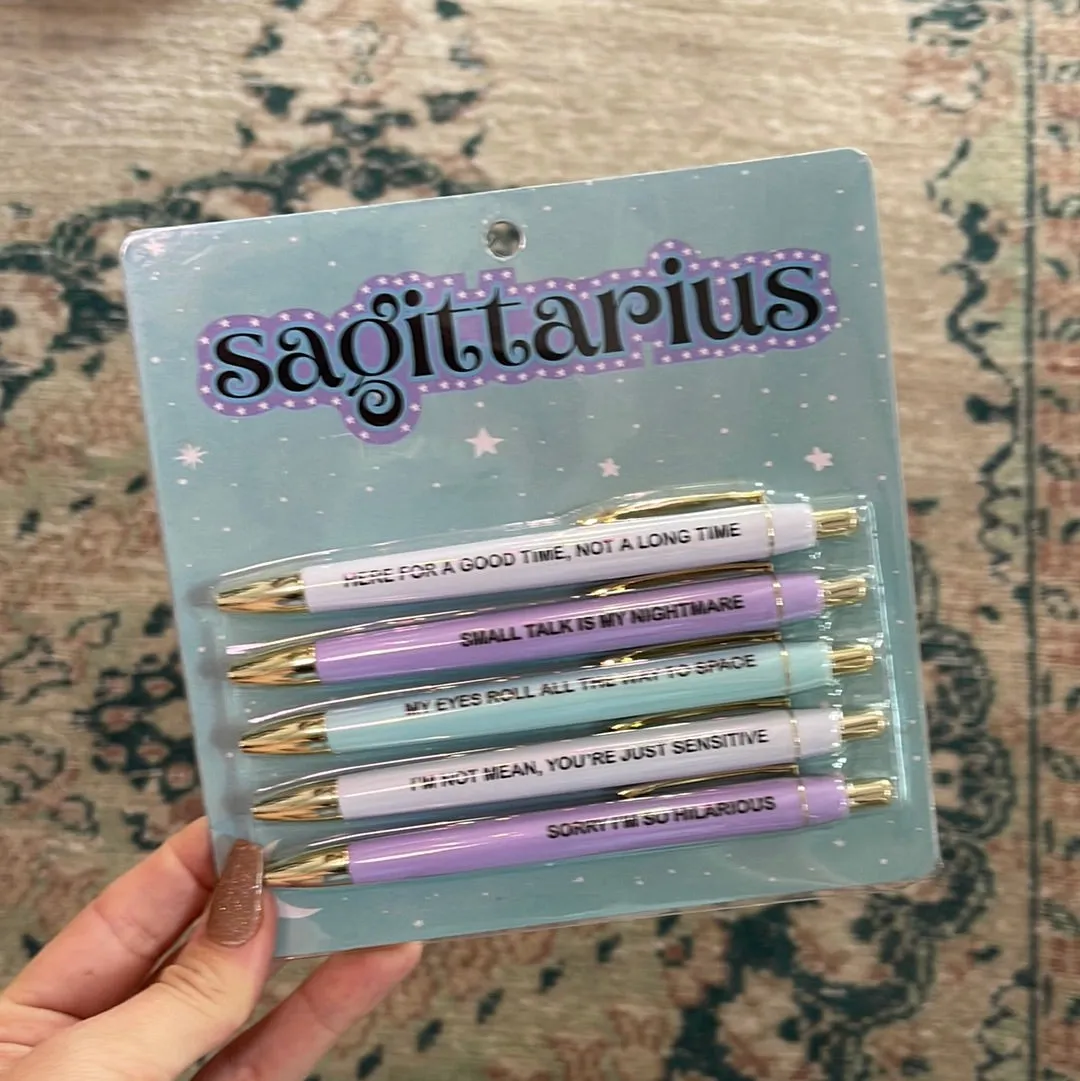 sagittarius
HERE FOR A GOOD TIME, NOT A LONG TIME
SMALL TALK IS MY NIGHTMARE
MY EYES ROLL ALL THE WAY TO SPACE
I'M NOT MEAN, YOU'RE JUST SENSITIVE
SORRY I'M SO HILARIOUS